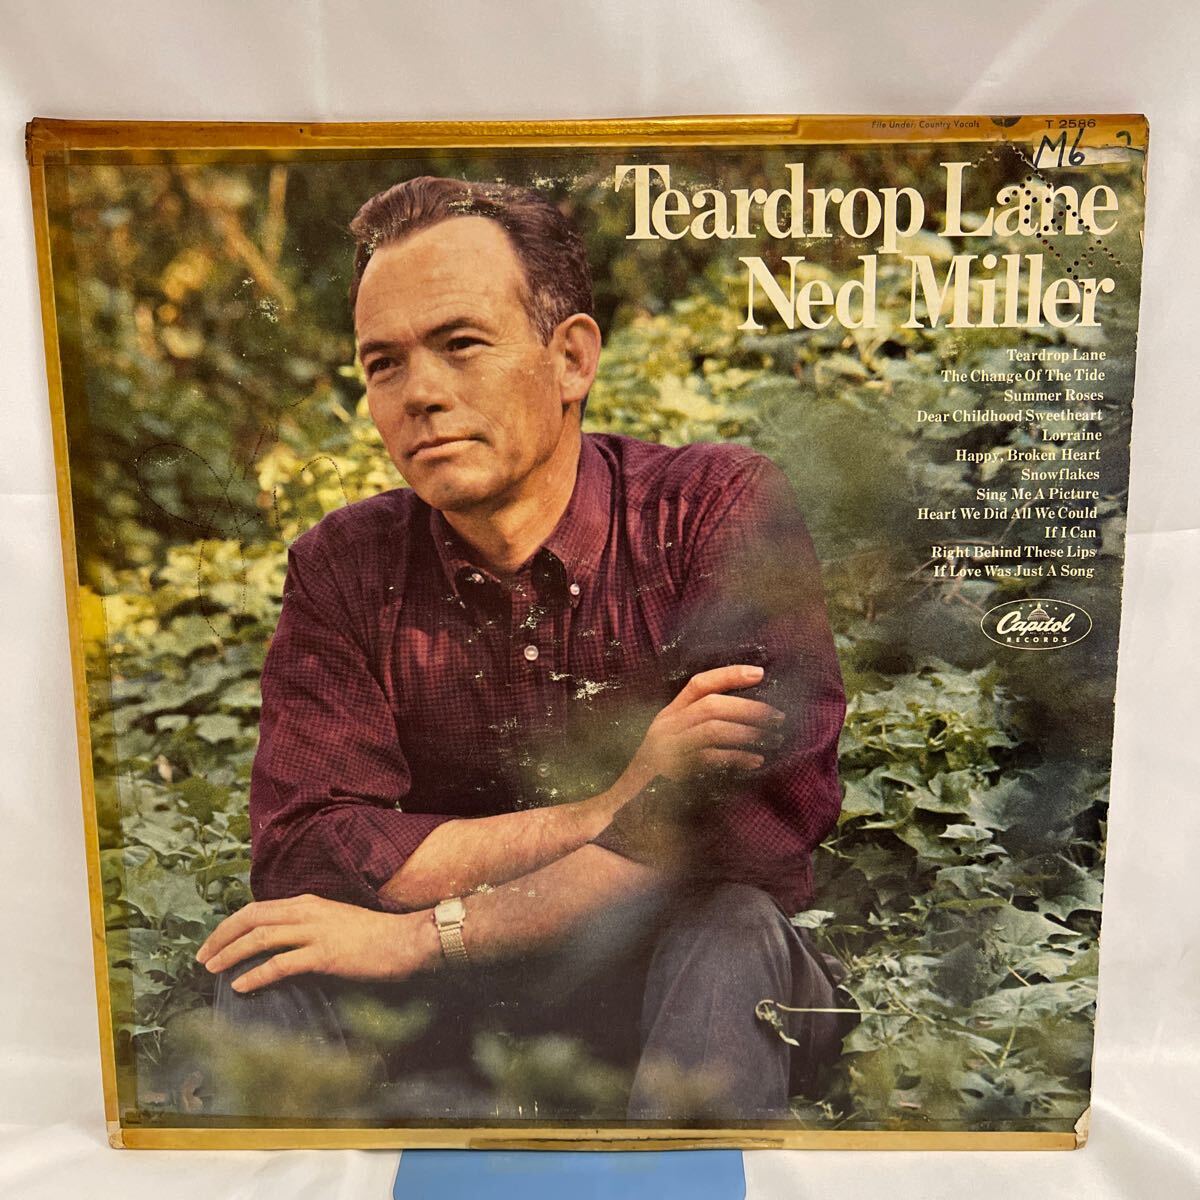 File Under: Country Vocals
T 2586
M6
Teardrop Lane
Ned Miller
Teardrop Lane
The Change Of The Tide
Summer Roses
Dear Childhood Sweetheart
Lorraine
Happy, Broken Heart
Snowflakes
Sing Me A Picture
Heart We Did All We Could
If I Can
Right Behind These Lips
If Love Was Just A Song
Capitol
RECORDS